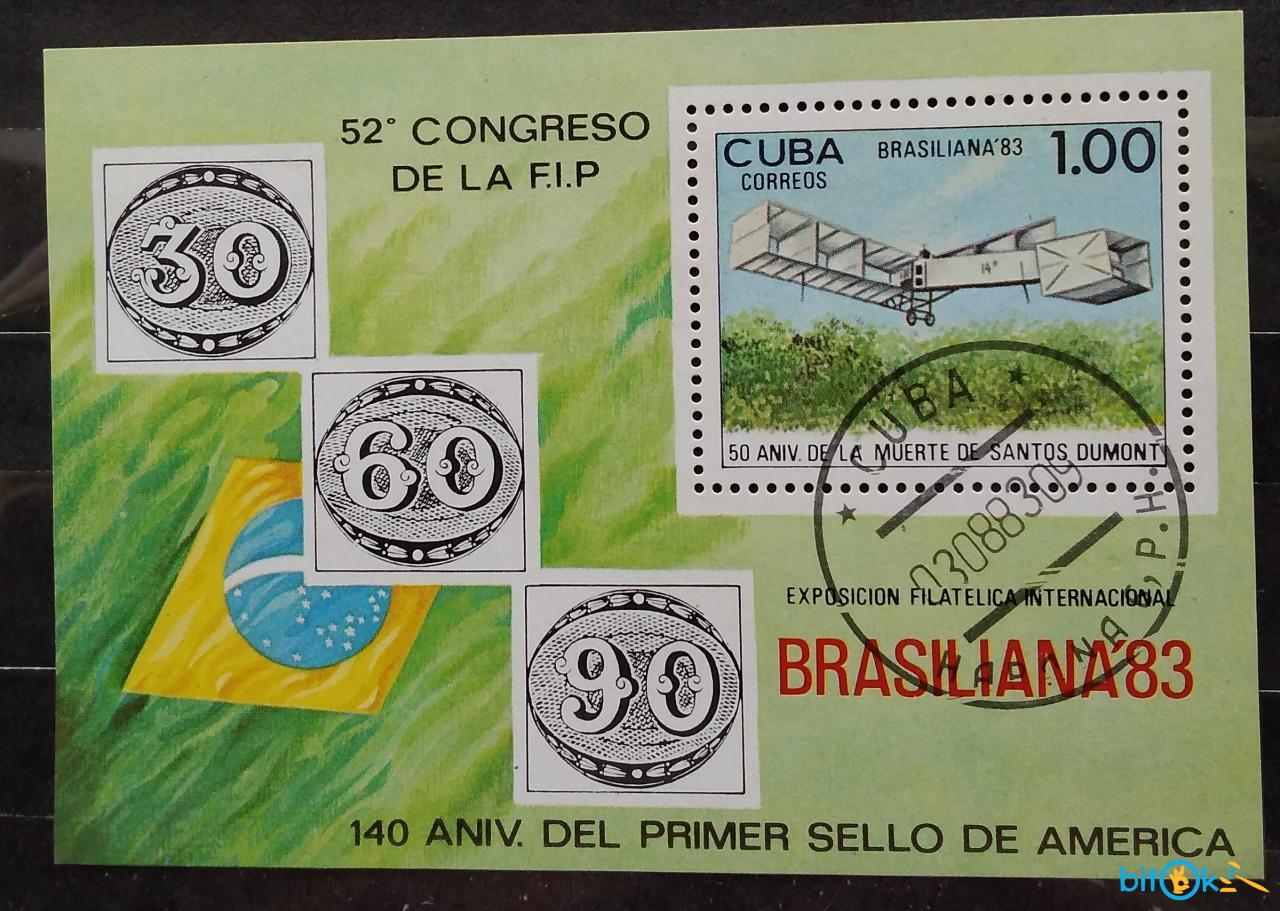 52° CONGRESO
DE LA F.I.P
30
60
90
CUBA BRASILIANA'83 1.00
CORREOS
14
50 ANIV. DE LA MUERTE DE SANTOS DUMONT
CUBA
HABANA
P.H.
EXPOSICION FILATELICA INTERNACIONAL
BRASILIANA'83
140 ANIV. DEL PRIMER SELLO DE AMERICA